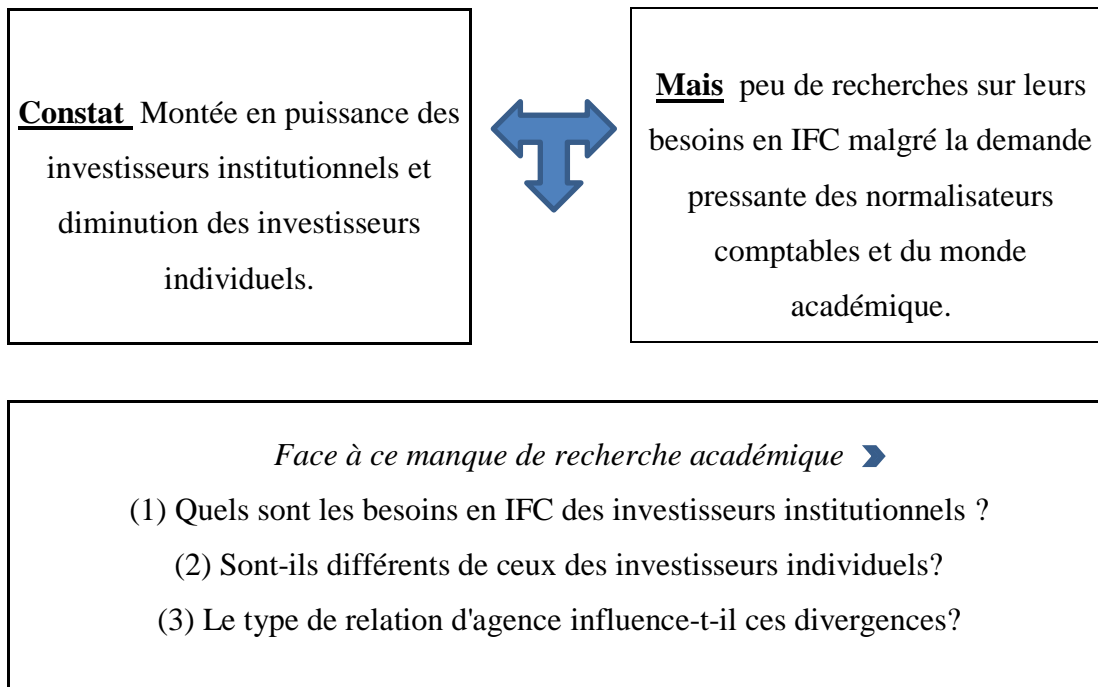 Constat Montée en puissance des
investisseurs institutionnels et
diminution des investisseurs
individuels.
Mais peu de recherches sur leurs
besoins en IFC malgré la demande
pressante des normalisateurs
comptables et du monde
académique.
Face à ce manque de recherche académique
(1) Quels sont les besoins en IFC des investisseurs institutionnels ?
(2) Sont-ils différents de ceux des investisseurs individuels?
(3) Le type de relation d'agence influence-t-il ces divergences?